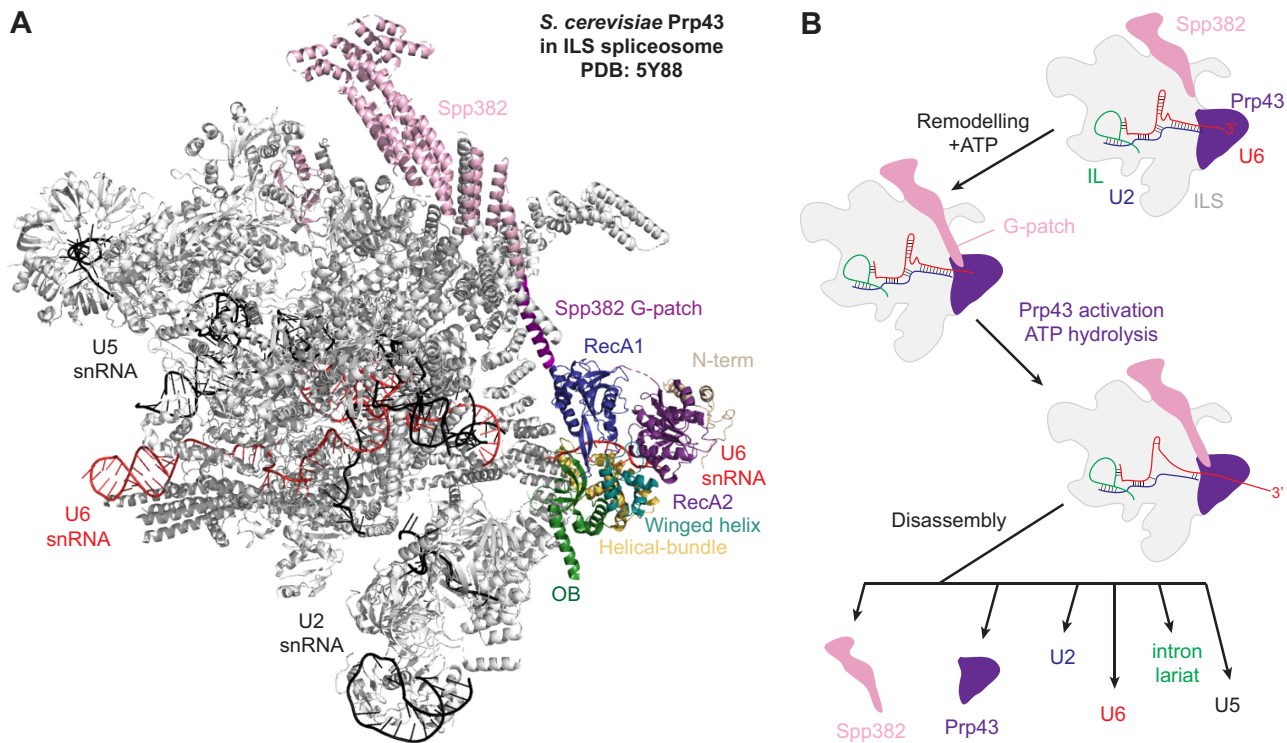 A
S. cerevisiae Prp43
in ILS spliceosome
PDB: 5Y88
Spp382
U5
snRNA
Spp382 G-patch
RecA1
N-term
U6
snRNA
RecA2
Winged helix
Helical-bundle
OB
U6
snRNA
U2
snRNA
B
Spp382
Prp43
3'
U6
Remodelling
+ATP
IL
U2
ILS
G-patch
Prp43 activation
ATP hydrolysis
3'
Disassembly
Spp382
Prp43
U2
U6
intron
lariat
U5